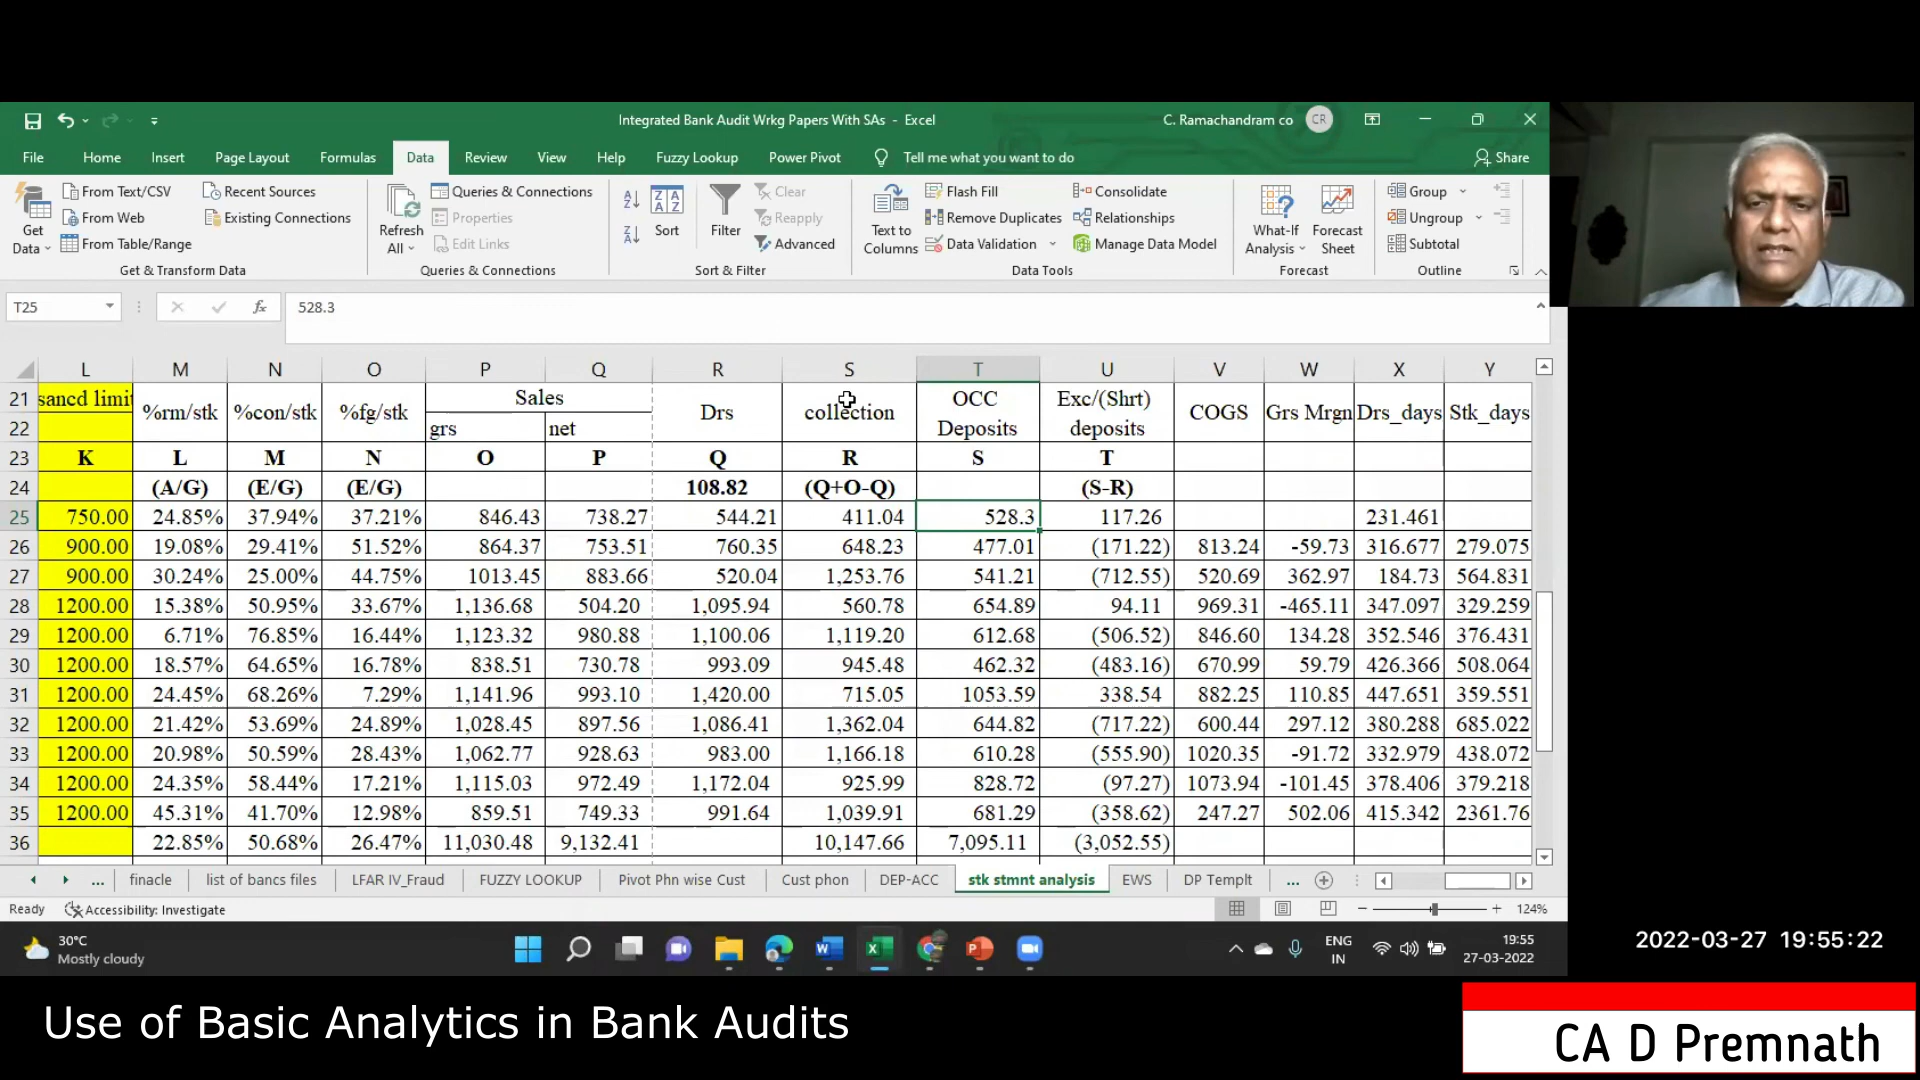 Integrated Bank Audit Wrkg Papers With SAs - Excel
C. Ramachandram co CR
File Home Insert Page Layout Formulas Data Review View Help Fuzzy Lookup Power Pivot Tell me what you want to do Share
Get Data
From Text/CSV
From Web
From Table/Range
Recent Sources
Existing Connections
Get & Transform Data
Refresh All
Queries & Connections
Properties
Edit Links
Queries & Connections
Sort
Filter
Clear
Reapply
Advanced
Sort & Filter
Text to Columns
Flash Fill
Remove Duplicates
Data Validation
Consolidate
Relationships
Manage Data Model
Data Tools
What-If Analysis
Forecast Sheet
Forecast
Group
Ungroup
Subtotal
Outline
T25 fx 528.3
L M N O P Q R S T U V W X Y
21 sancd limit %rm/stk %con/stk %fg/stk Sales Drs collection OCC Deposits Exc/(Shrt) deposits COGS Grs Mrgn Drs_days Stk_days
22 grs net
23 K L M N O P Q R S T
24 (A/G) (E/G) (E/G) 108.82 (Q+O-Q) (S-R)
25 750.00 24.85% 37.94% 37.21% 846.43 738.27 544.21 411.04 528.3 117.26 231.461
26 900.00 19.08% 29.41% 51.52% 864.37 753.51 760.35 648.23 477.01 (171.22) 813.24 -59.73 316.677 279.075
27 900.00 30.24% 25.00% 44.75% 1013.45 883.66 520.04 1,253.76 541.21 (712.55) 520.69 362.97 184.73 564.831
28 1200.00 15.38% 50.95% 33.67% 1,136.68 504.20 1,095.94 560.78 654.89 94.11 969.31 -465.11 347.097 329.259
29 1200.00 6.71% 76.85% 16.44% 1,123.32 980.88 1,100.06 1,119.20 612.68 (506.52) 846.60 134.28 352.546 376.431
30 1200.00 18.57% 64.65% 16.78% 838.51 730.78 993.09 945.48 462.32 (483.16) 670.99 59.79 426.366 508.064
31 1200.00 24.45% 68.26% 7.29% 1,141.96 993.10 1,420.00 715.05 1053.59 338.54 882.25 110.85 447.651 359.551
32 1200.00 21.42% 53.69% 24.89% 1,028.45 897.56 1,086.41 1,362.04 644.82 (717.22) 600.44 297.12 380.288 685.022
33 1200.00 20.98% 50.59% 28.43% 1,062.77 928.63 983.00 1,166.18 610.28 (555.90) 1020.35 -91.72 332.979 438.072
34 1200.00 24.35% 58.44% 17.21% 1,115.03 972.49 1,172.04 925.99 828.72 (97.27) 1073.94 -101.45 378.406 379.218
35 1200.00 45.31% 41.70% 12.98% 859.51 749.33 991.64 1,039.91 681.29 (358.62) 247.27 502.06 415.342 2361.76
36 22.85% 50.68% 26.47% 11,030.48 9,132.41 10,147.66 7,095.11 (3,052.55)
... finacle list of bancs files LFAR IV_Fraud FUZZY LOOKUP Pivot Phn wise Cust Cust phon DEP-ACC stk stmnt analysis EWS DP Templt ...
Ready Accessibility: Investigate 124%
30°C
Mostly cloudy
ENG
IN
19:55
27-03-2022
2022-03-27 19:55:22
Use of Basic Analytics in Bank Audits
CA D Premnath